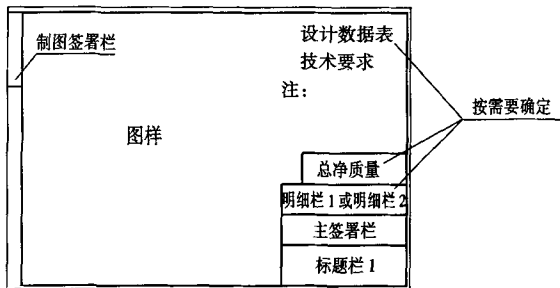 制图签署栏
设计数据表
技术要求
注：
按需要确定
图样
总净质量
明细栏1或明细栏2
主签署栏
标题栏1